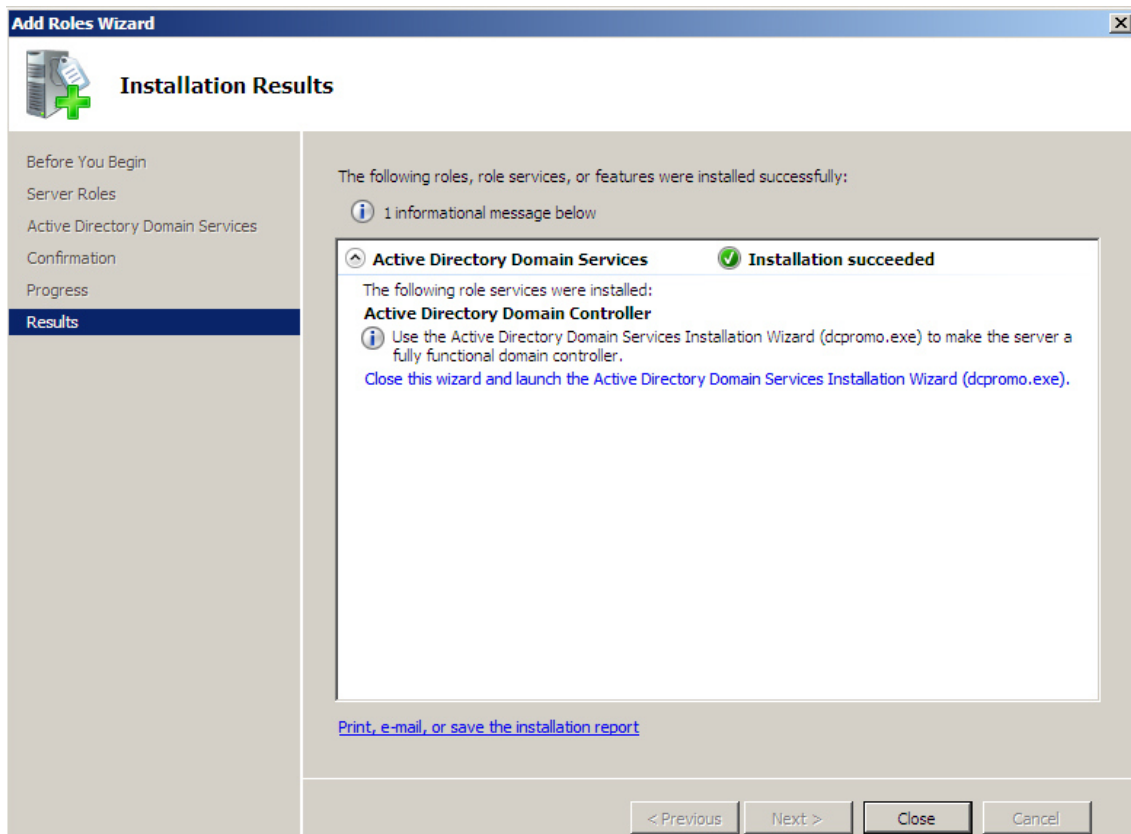 Add Roles Wizard
Installation Results
Before You Begin
Server Roles
Active Directory Domain Services
Confirmation
Progress
Results
The following roles, role services, or features were installed successfully:
1 informational message below
Active Directory Domain Services Installation succeeded
The following role services were installed:
Active Directory Domain Controller
Use the Active Directory Domain Services Installation Wizard (dcpromo.exe) to make the server a
fully functional domain controller.
Close this wizard and launch the Active Directory Domain Services Installation Wizard (dcpromo.exe).
Print, e-mail, or save the installation report
< Previous Next > Close Cancel